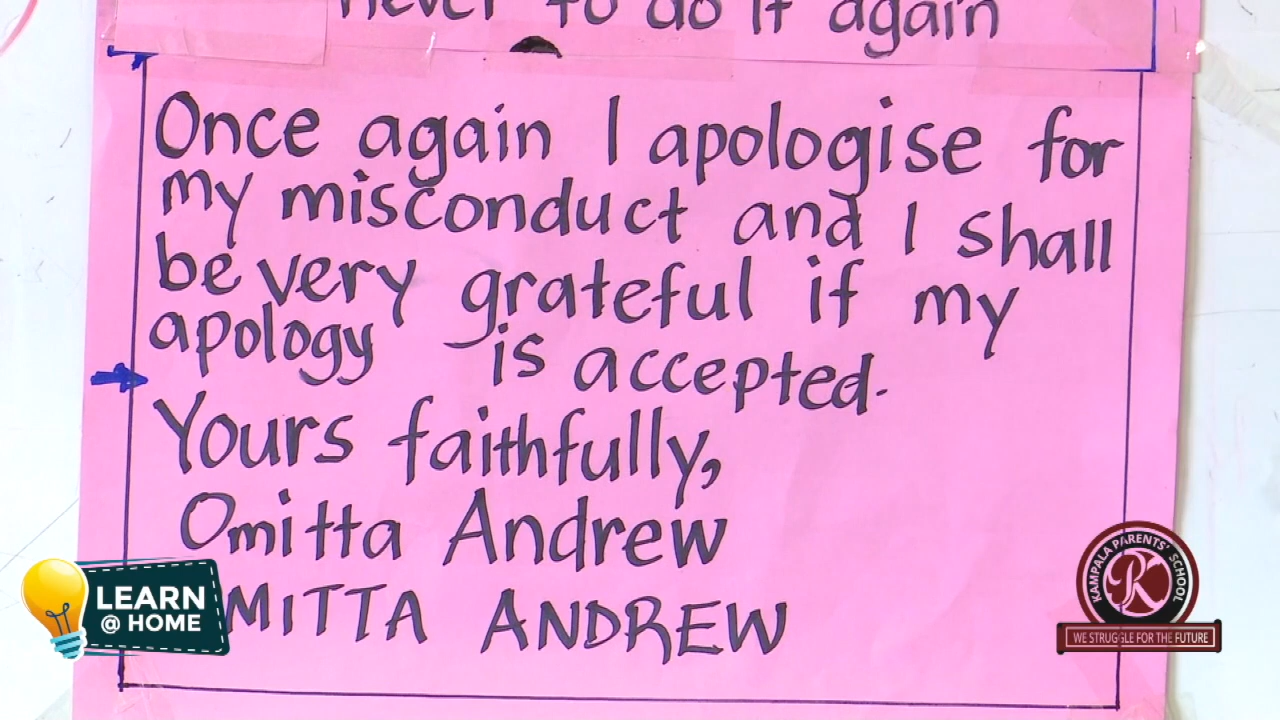 never to do it again
Once again I apologise for
my misconduct and I shall
be very grateful if my
apology is accepted.
Yours faithfully,
Omitta Andrew
MITTA ANDREW
LEARN
@ HOME
KAMPALA PARENTS' SCHOOL
WE STRUGGLE FOR THE FUTURE